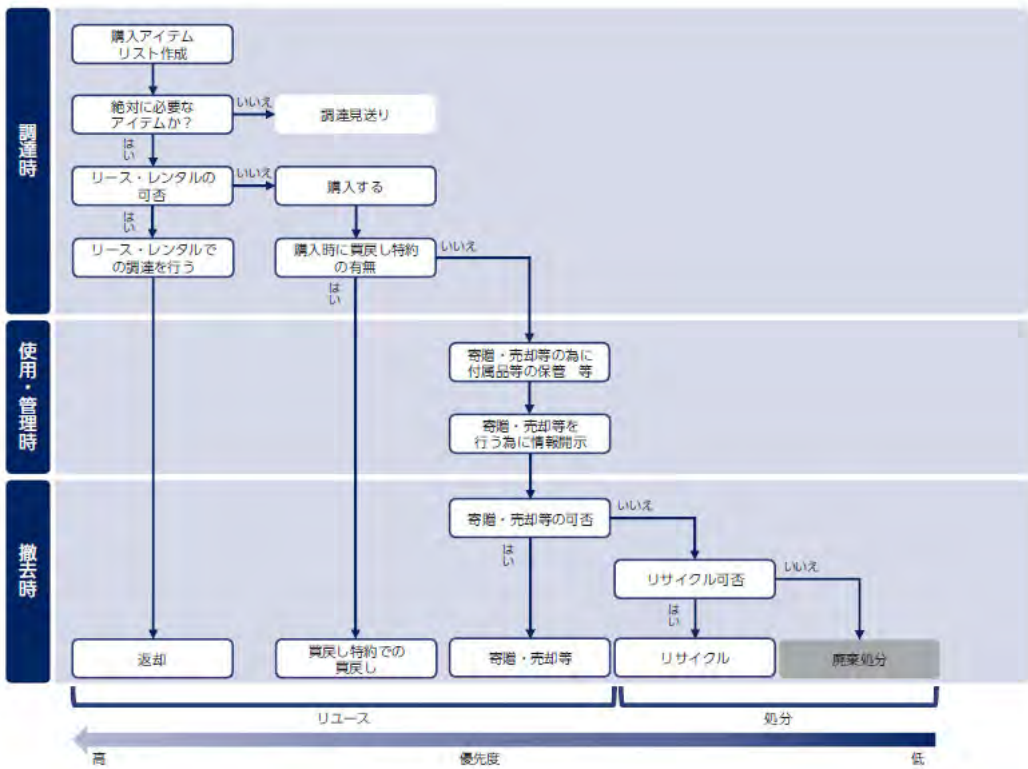 調達時
購入アイテム
リスト作成
絶対に必要な
アイテムか？
いいえ
調達見送り
はい
リース・レンタルの
可否
いいえ
購入する
はい
リース・レンタルで
の調達を行う
購入時に買戻し特約
の有無
いいえ
はい
使用・管理時
寄贈・売却等の為に
付属品等の保管　等
寄贈・売却等を
行う為に情報開示
撤去時
寄贈・売却等の可否
いいえ
はい
リサイクル可否
いいえ
はい
返却
買戻し特約での
買戻し
寄贈・売却等
リサイクル
廃棄処分
リユース
処分
高
優先度
低